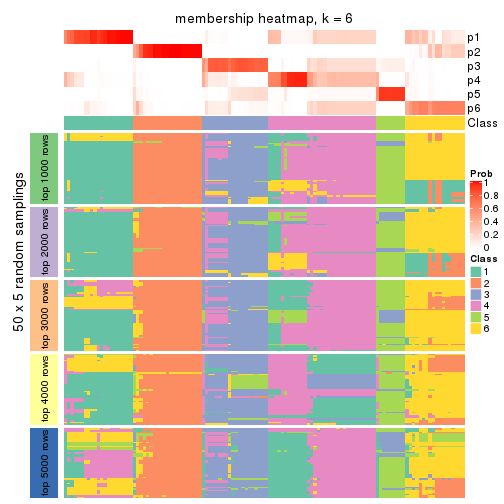 membership heatmap, k = 6
p1
p2
p3
p4
p5
p6
Class
50 x 5 random samplings
top 1000 rows
top 2000 rows
top 3000 rows
top 4000 rows
top 5000 rows
Prob
1
0.8
0.6
0.4
0.2
0
Class
1
2
3
4
5
6